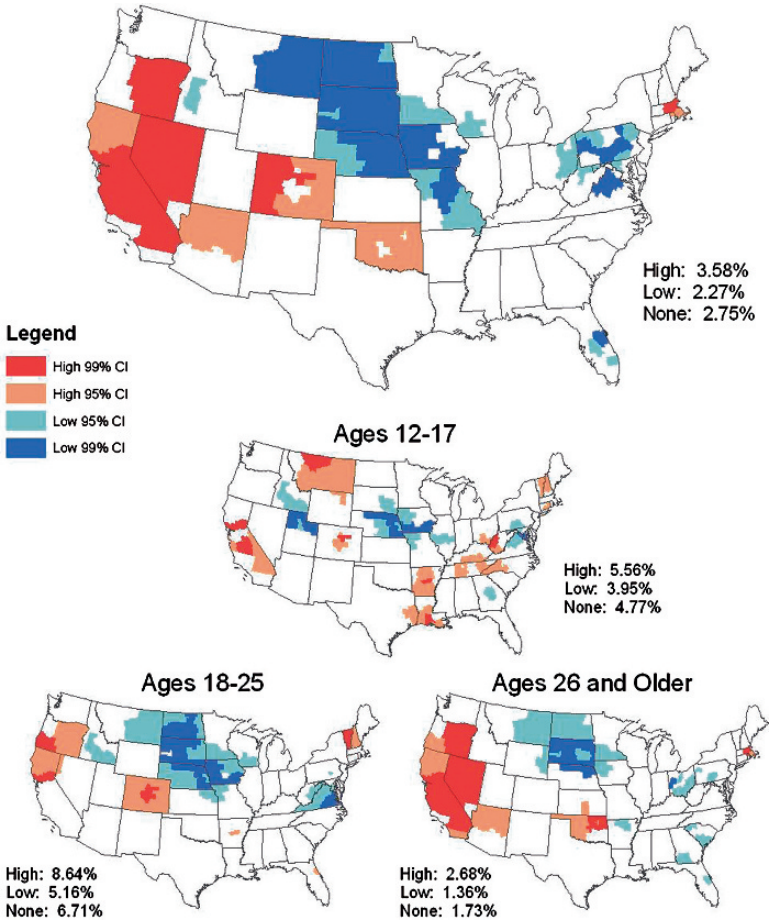 High: 3.58%
Low: 2.27%
None: 2.75%
Legend
High 99% CI
High 95% CI
Low 95% CI
Low 99% CI
Ages 12-17
High: 5.56%
Low: 3.95%
None: 4.77%
Ages 18-25
Ages 26 and Older
High: 8.64%
Low: 5.16%
None: 6.71%
High: 2.68%
Low: 1.36%
None: 1.73%